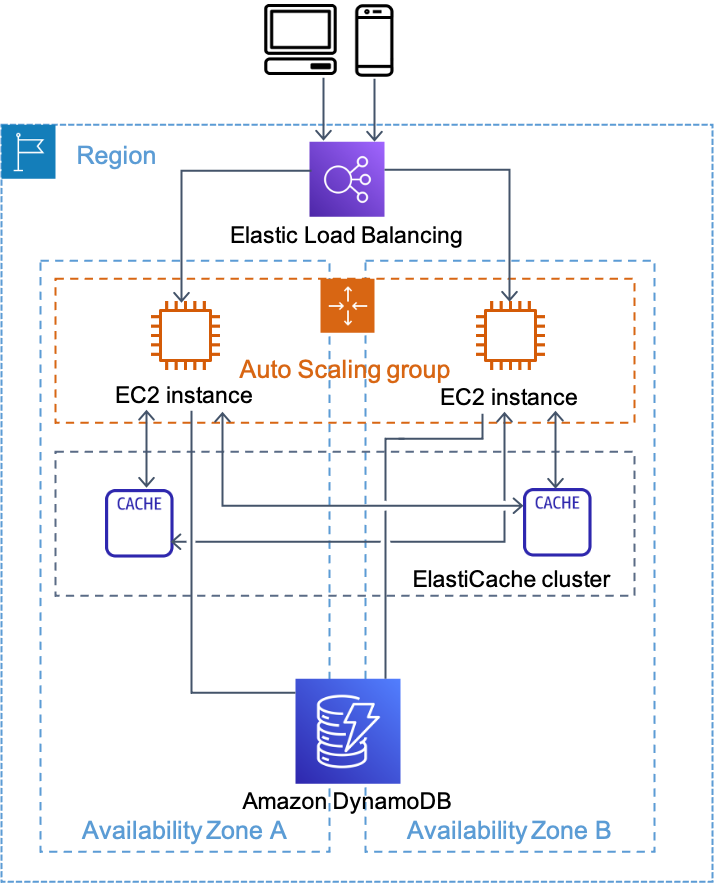 Region
Elastic Load Balancing
Auto Scaling group
EC2 instance
EC2 instance
CACHE
CACHE
ElastiCache cluster
Amazon DynamoDB
Availability Zone A
Availability Zone B